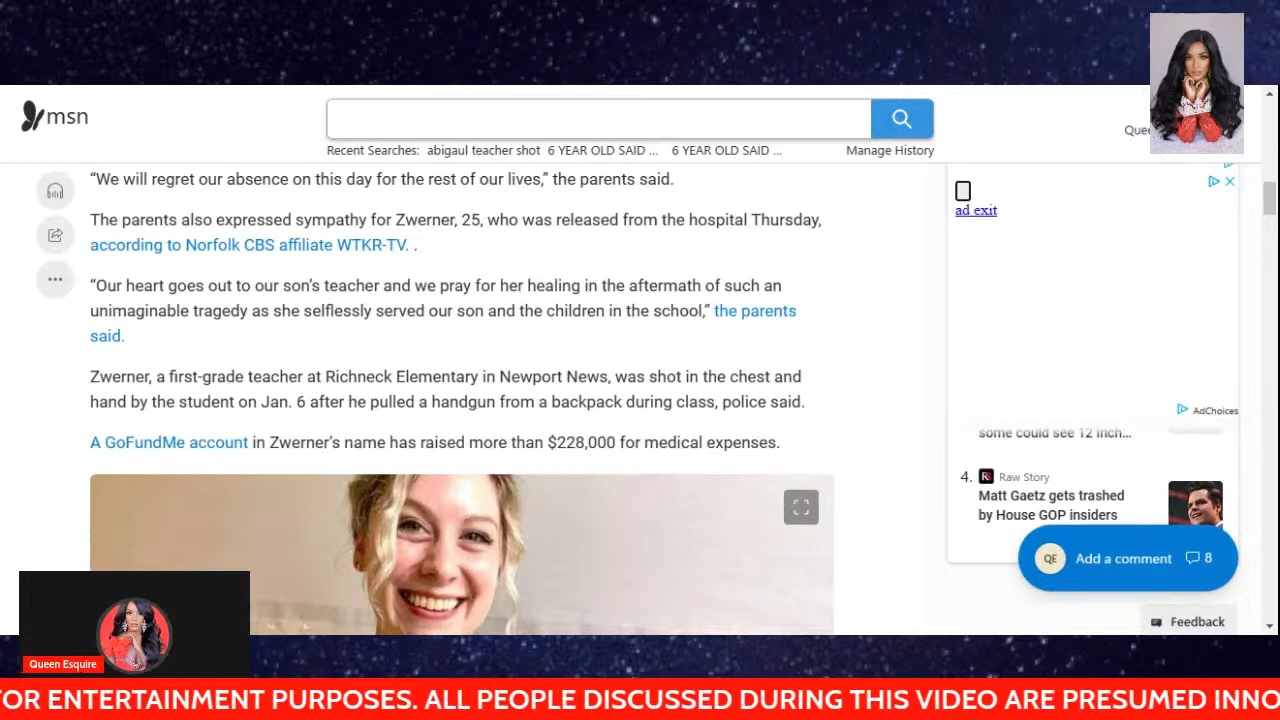 msn
Recent Searches: abigaul teacher shot 6 YEAR OLD SAID ... 6 YEAR OLD SAID ... Manage History
“We will regret our absence on this day for the rest of our lives,” the parents said.
The parents also expressed sympathy for Zwerner, 25, who was released from the hospital Thursday,
according to Norfolk CBS affiliate WTKR-TV. .
“Our heart goes out to our son’s teacher and we pray for her healing in the aftermath of such an
unimaginable tragedy as she selflessly served our son and the children in the school,” the parents
said.
Zwerner, a first-grade teacher at Richneck Elementary in Newport News, was shot in the chest and
hand by the student on Jan. 6 after he pulled a handgun from a backpack during class, police said.
A GoFundMe account in Zwerner’s name has raised more than $228,000 for medical expenses.
ad exit
AdChoices
some could see 12 inch...
4. R Raw Story
Matt Gaetz gets trashed
by House GOP insiders
QE Add a comment 8
Feedback
Queen Esquire
FOR ENTERTAINMENT PURPOSES. ALL PEOPLE DISCUSSED DURING THIS VIDEO ARE PRESUMED INNO